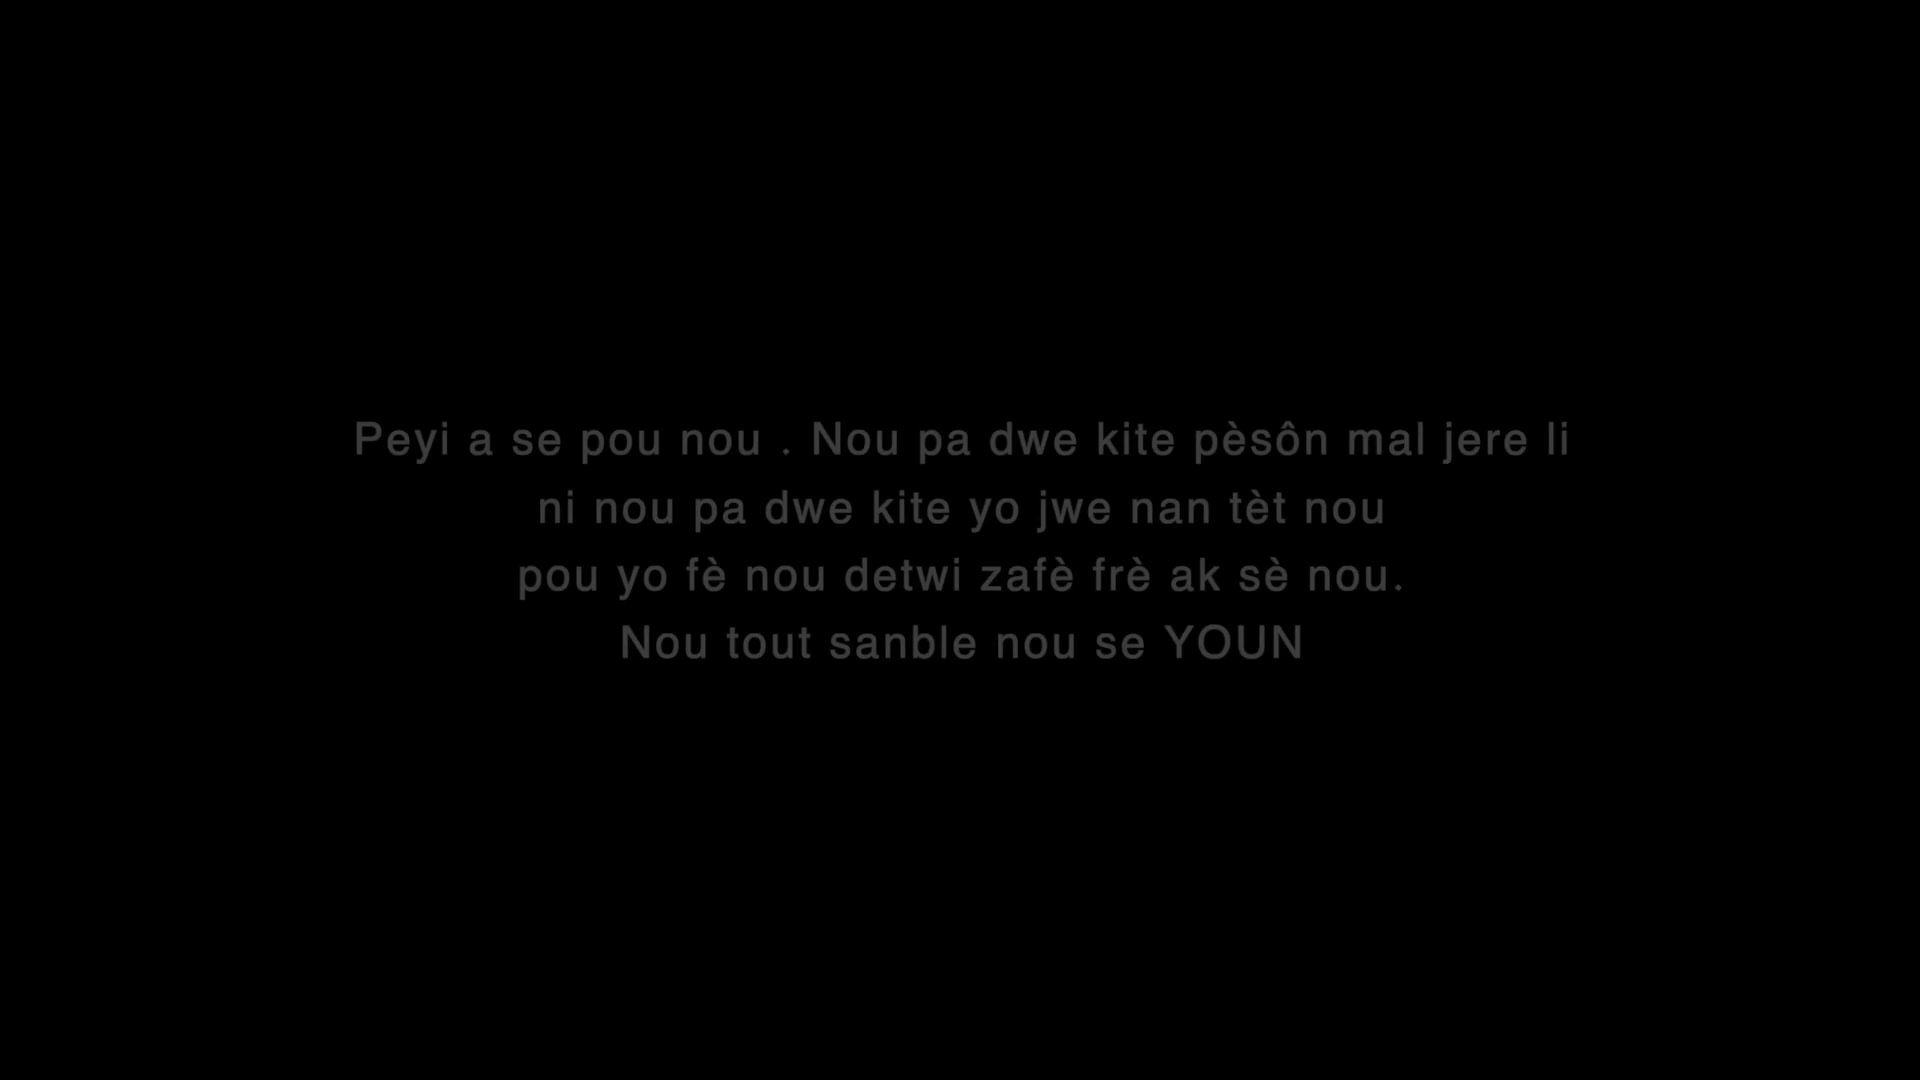 Peyi a se pou nou . Nou pa dwe kite pèsôn mal jere li
ni nou pa dwe kite yo jwe nan tèt nou
pou yo fè nou detwi zafè frè ak sè nou.
Nou tout sanble nou se YOUN